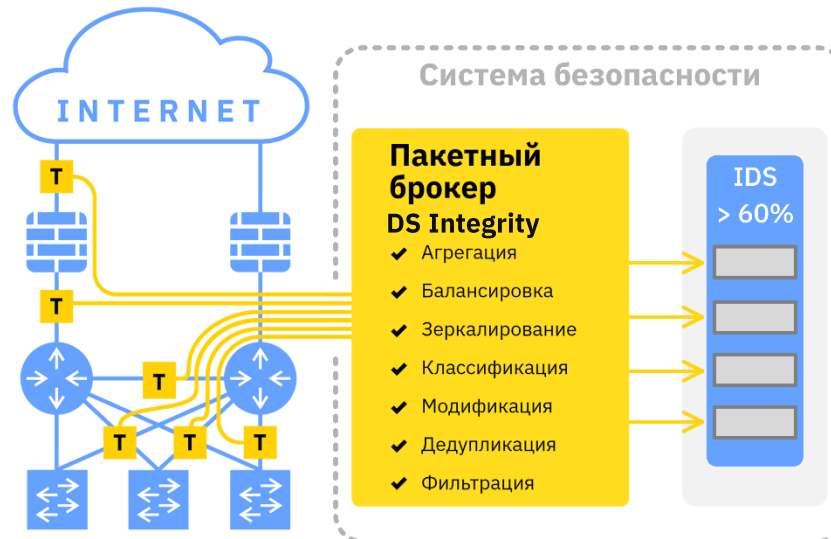 INTERNET
Система безопасности
T
Пакетный
брокер
DS Integrity
IDS
> 60%
Агрегация
Балансировка
T
Зеркалирование
Классификация
T
Модификация
T
T
T
Дедупликация
Фильтрация